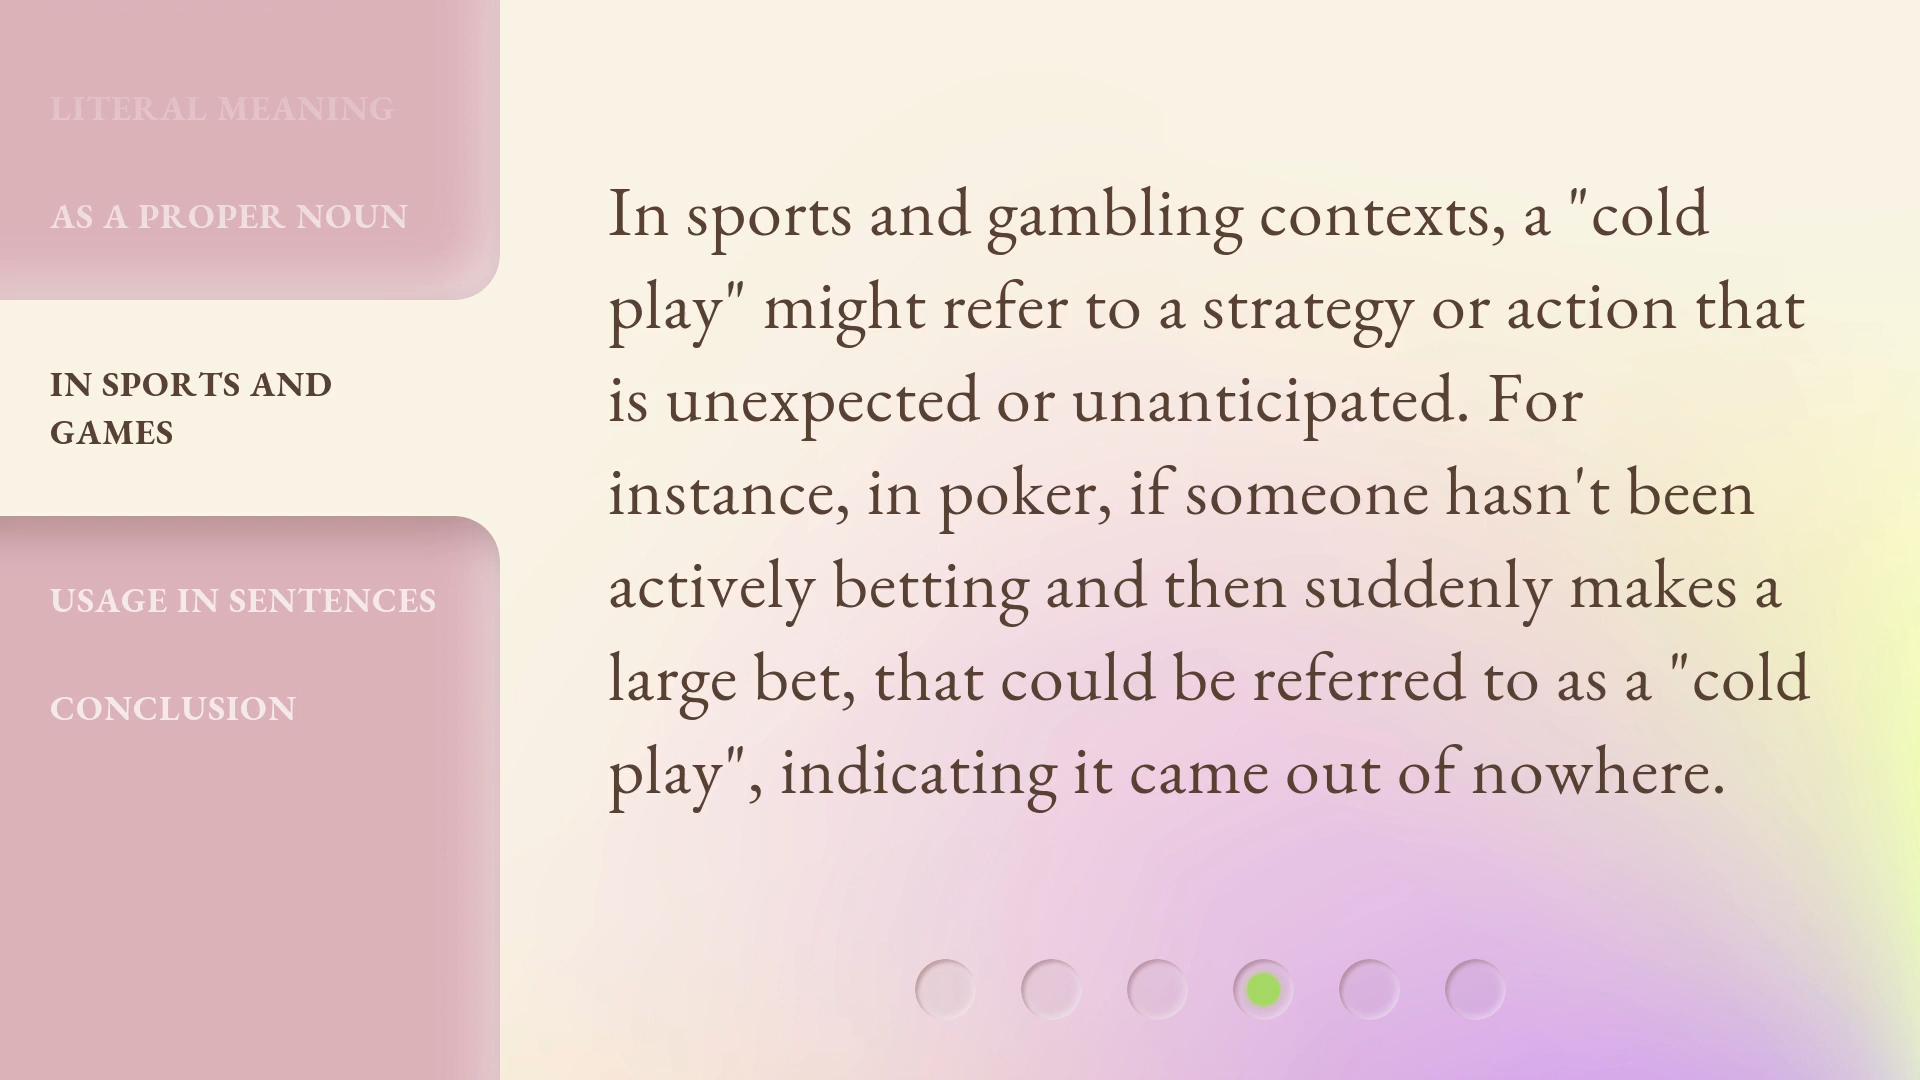 LITERAL MEANING
AS A PROPER NOUN
IN SPORTS AND
GAMES
USAGE IN SENTENCES
CONCLUSION
In sports and gambling contexts, a "cold
play" might refer to a strategy or action that
is unexpected or unanticipated. For
instance, in poker, if someone hasn't been
actively betting and then suddenly makes a
large bet, that could be referred to as a "cold
play", indicating it came out of nowhere.